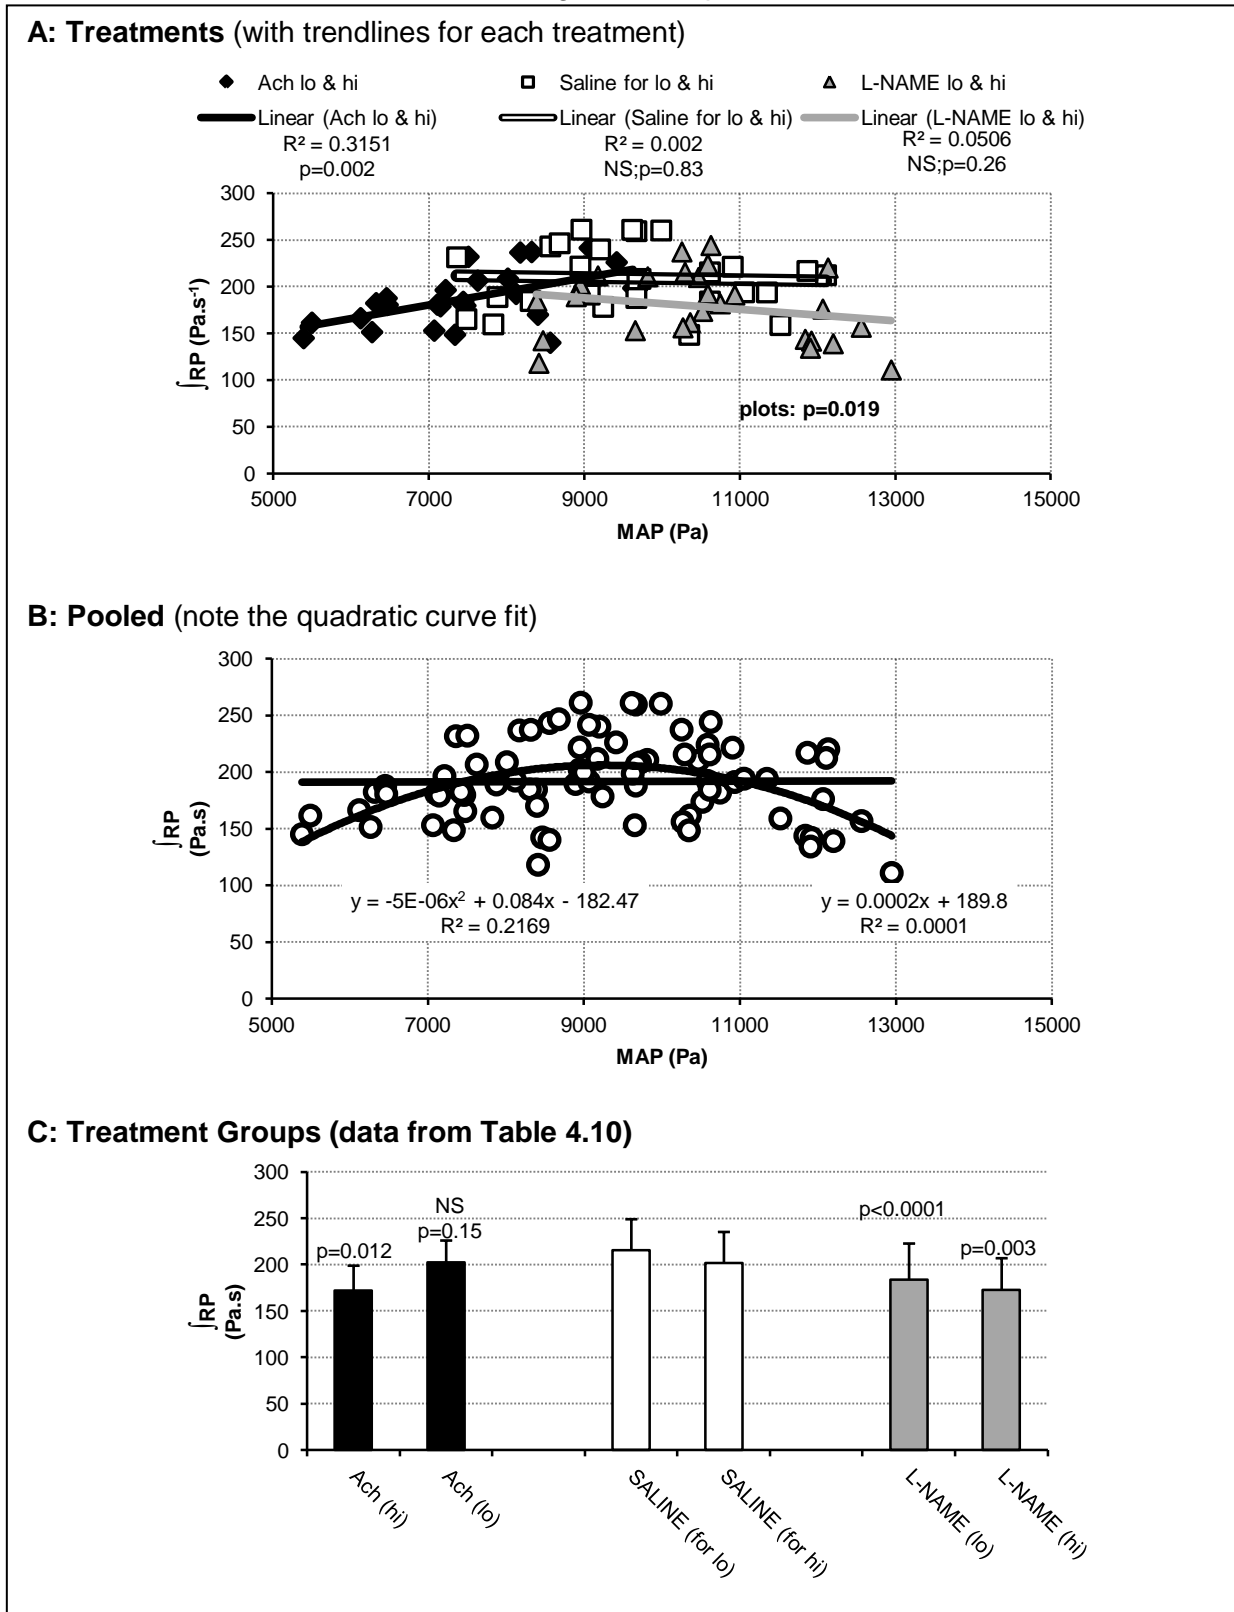 A: Treatments (with trendlines for each treatment)
Ach lo & hi Saline for lo & hi L-NAME lo & hi
Linear (Ach lo & hi) Linear (Saline for lo & hi) Linear (L-NAME lo & hi)
R² = 0.3151 R² = 0.002 R² = 0.0506
p=0.002 NS;p=0.83 NS;p=0.26
300
250
200
150
100
50
0
∫RP (Pa.s⁻¹)
plots: p=0.019
5000 7000 9000 11000 13000 15000
MAP (Pa)
B: Pooled (note the quadratic curve fit)
300
250
200
150
100
50
0
∫RP
(Pa.s)
y = -5E-06x² + 0.084x - 182.47 y = 0.0002x + 189.8
R² = 0.2169 R² = 0.0001
5000 7000 9000 11000 13000 15000
MAP (Pa)
C: Treatment Groups (data from Table 4.10)
300
250
200
150
100
50
0
∫RP
(Pa.s)
p=0.012
NS
p=0.15
p<0.0001
p=0.003
Ach (hi)
Ach (lo)
SALINE (for lo)
SALINE (for hi)
L-NAME (lo)
L-NAME (hi)